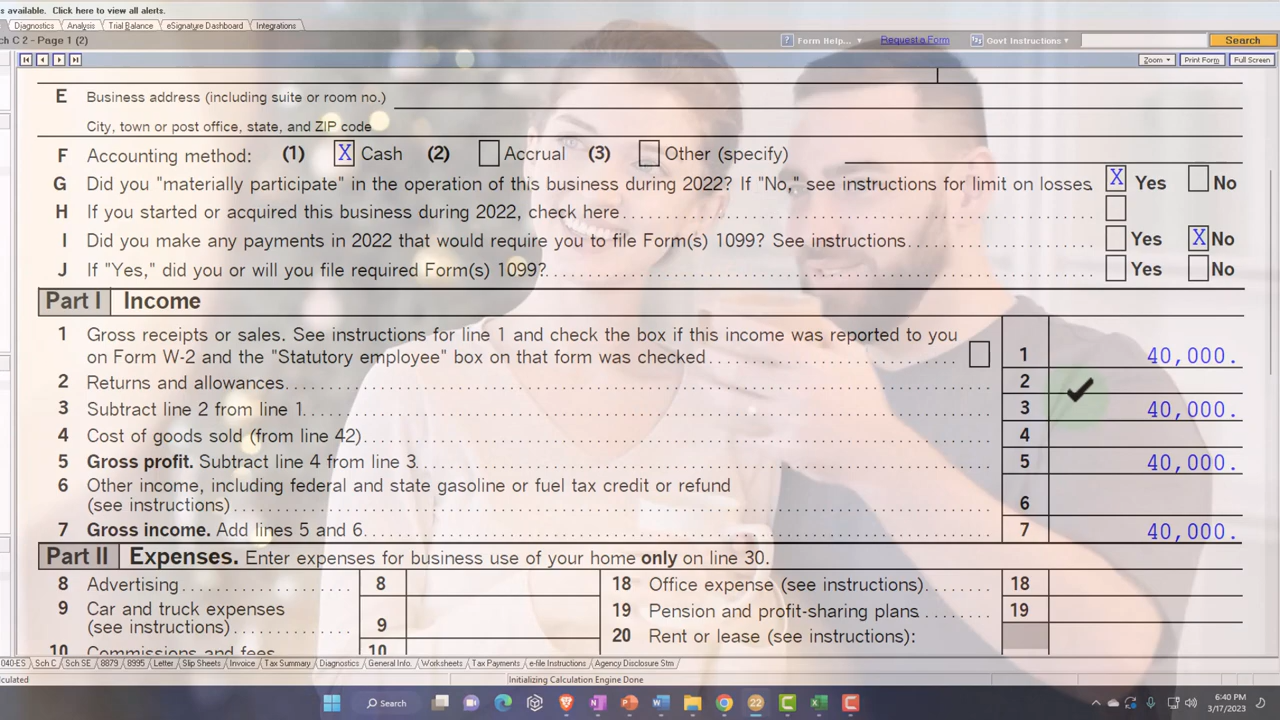 s available. Click here to view all alerts.
Diagnostics Analysis Trial Balance eSignature Dashboard Integrations
ch C 2 - Page 1 (2) ? Form Help... Request a Form Govt Instructions Search
Zoom Print Form Full Screen
E Business address (including suite or room no.)
City, town or post office, state, and ZIP code
F Accounting method: (1) X Cash (2) Accrual (3) Other (specify)
G Did you "materially participate" in the operation of this business during 2022? If "No," see instructions for limit on losses. X Yes No
H If you started or acquired this business during 2022, check here
I Did you make any payments in 2022 that would require you to file Form(s) 1099? See instructions Yes X No
J If "Yes," did you or will you file required Form(s) 1099? Yes No
Part I Income
1 Gross receipts or sales. See instructions for line 1 and check the box if this income was reported to you
on Form W-2 and the "Statutory employee" box on that form was checked 1 40,000.
2 Returns and allowances 2
3 Subtract line 2 from line 1 3 40,000.
4 Cost of goods sold (from line 42) 4
5 Gross profit. Subtract line 4 from line 3 5 40,000.
6 Other income, including federal and state gasoline or fuel tax credit or refund
(see instructions) 6
7 Gross income. Add lines 5 and 6 7 40,000.
Part II Expenses. Enter expenses for business use of your home only on line 30.
8 Advertising 8 18 Office expense (see instructions) 18
9 Car and truck expenses 19 Pension and profit-sharing plans 19
(see instructions) 9 20 Rent or lease (see instructions):
10 Commissions and fees 10
040-ES Sch C Sch SE 8879 8995 Letter Slip Sheets Invoice Tax Summary Diagnostics General Info. Worksheets Tax Payments e-file Instructions Agency Disclosure Stm
lculated Initializing Calculation Engine Done
Search 22 6:40 PM
3/17/2023